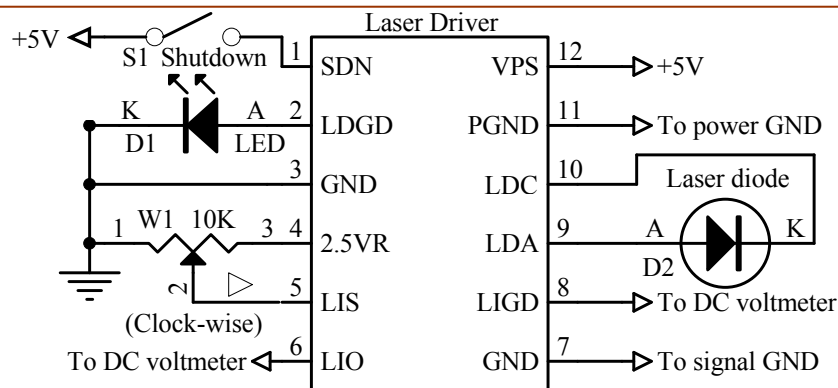 Laser Driver
+5V
S1 Shutdown
1
SDN
VPS
12
+5V
K
A
2
LDGD
PGND
11
To power GND
D1
LED
3
GND
LDC
10
Laser diode
W1 10K
1
3
4
2.5VR
LDA
9
A
K
D2
2
5
LIS
LIGD
8
To DC voltmeter
(Clock-wise)
To DC voltmeter
6
LIO
GND
7
To signal GND